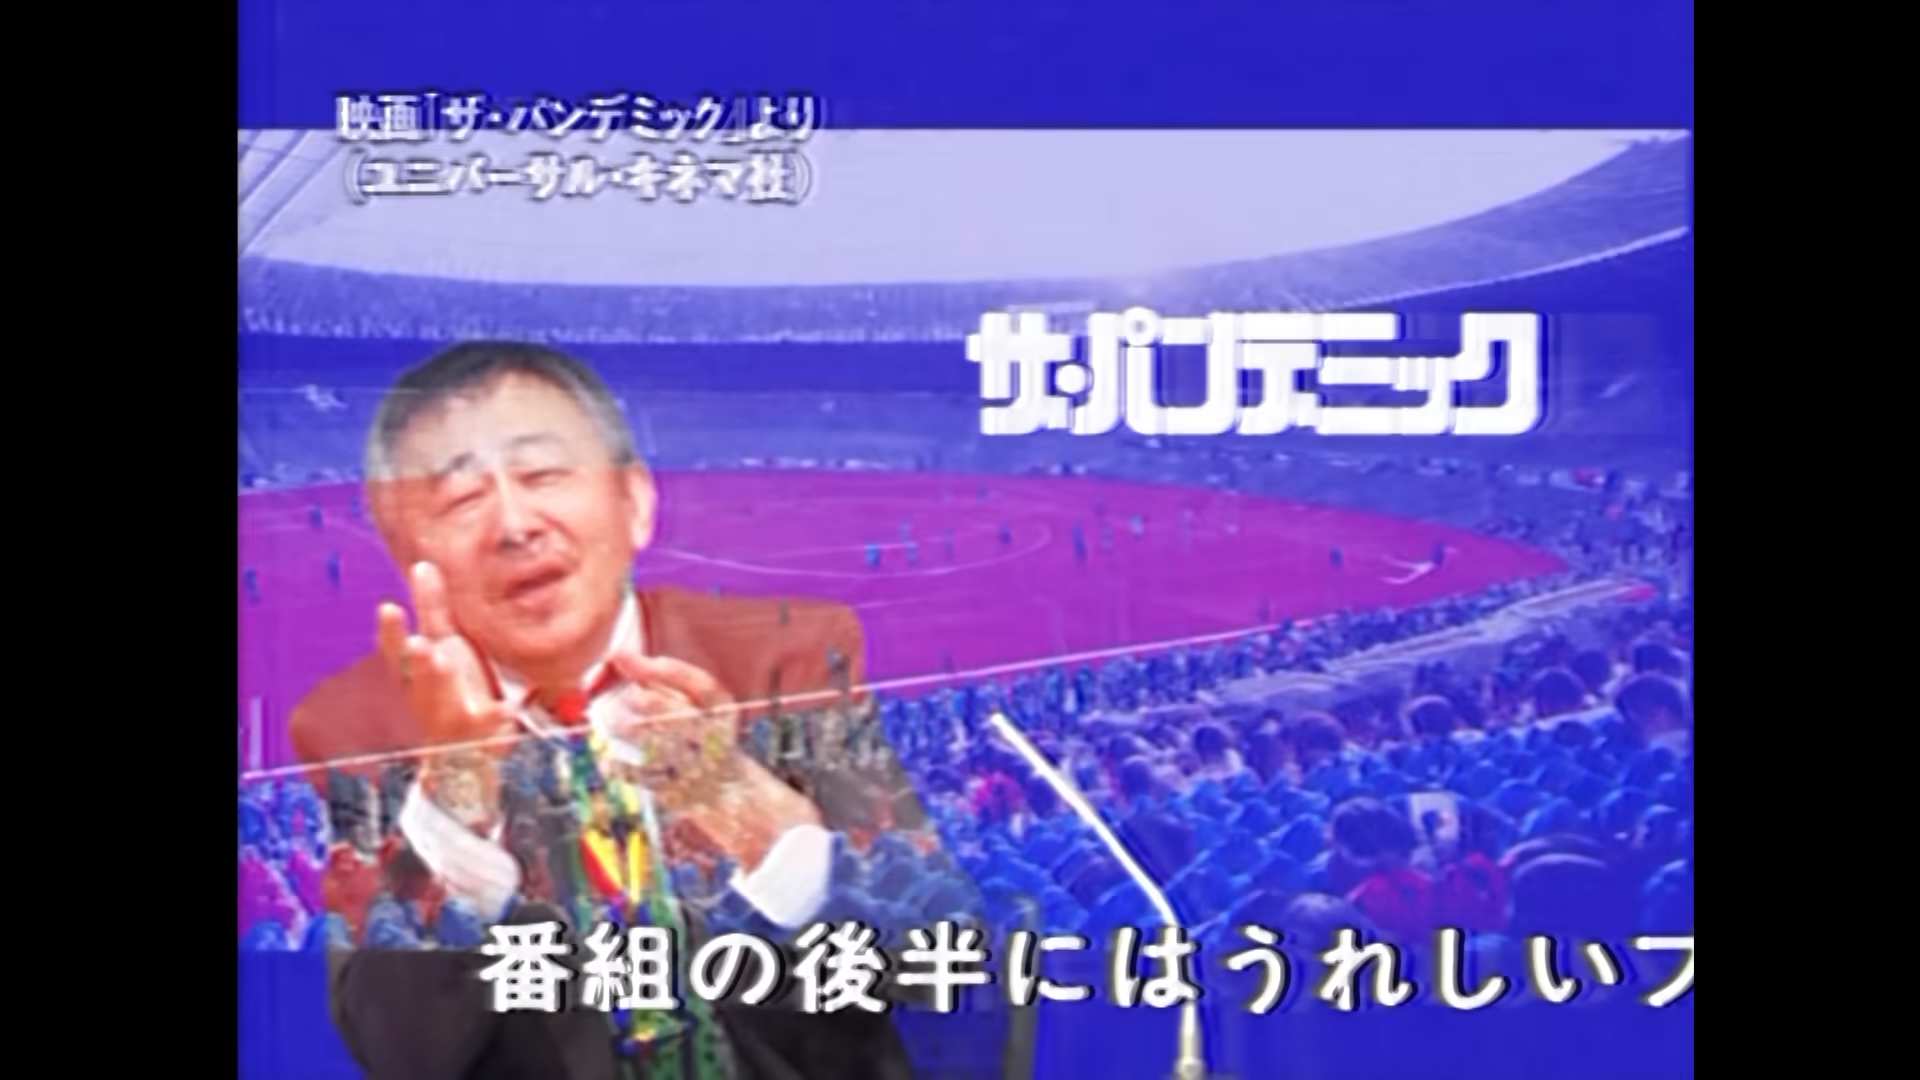 映画「ザ・パンデミック」より
(ユニバーサル・キネマ社)
ザ・パンデミック
番組の後半にはうれしいプ